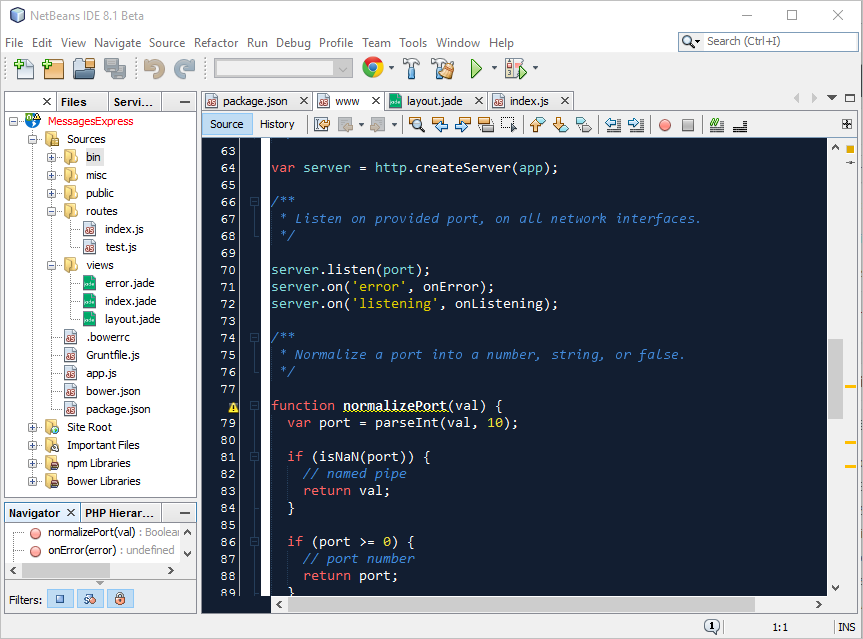 NetBeans IDE 8.1 Beta
File Edit View Navigate Source Refactor Run Debug Profile Team Tools Window Help
Search (Ctrl+I)
Files Servi...
package.json www layout.jade index.js
Source History
MessagesExpress
Sources
bin
misc
public
routes
index.js
test.js
views
error.jade
index.jade
layout.jade
.bowerrc
Gruntfile.js
app.js
bower.json
package.json
Site Root
Important Files
npm Libraries
Bower Libraries
Navigator PHP Hierar...
normalizePort(val) : Boolean
onError(error) : undefined
Filters:
63
64 var server = http.createServer(app);
65
66 /**
67 * Listen on provided port, on all network interfaces.
68 */
69
70 server.listen(port);
71 server.on('error', onError);
72 server.on('listening', onListening);
73
74 /**
75 * Normalize a port into a number, string, or false.
76 */
77
function normalizePort(val) {
79 var port = parseInt(val, 10);
80
81 if (isNaN(port)) {
82 // named pipe
83 return val;
84 }
85
86 if (port >= 0) {
87 // port number
88 return port;
89 }
1 1:1 INS